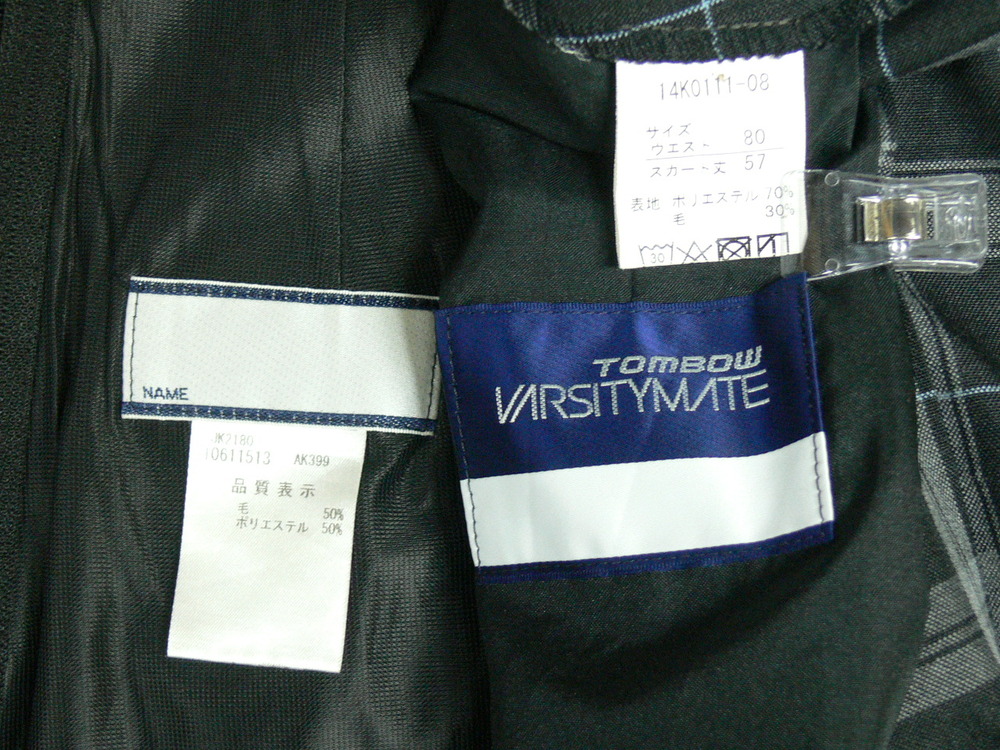 14K0111-08
サイズ
ウエスト 80
スカート丈 57
表地 ポリエステル 70%
毛 30%
30
TOMBOW
VARSITYMATE
NAME
JK2180
10611513 AK399
品質表示
毛 50%
ポリエステル 50%